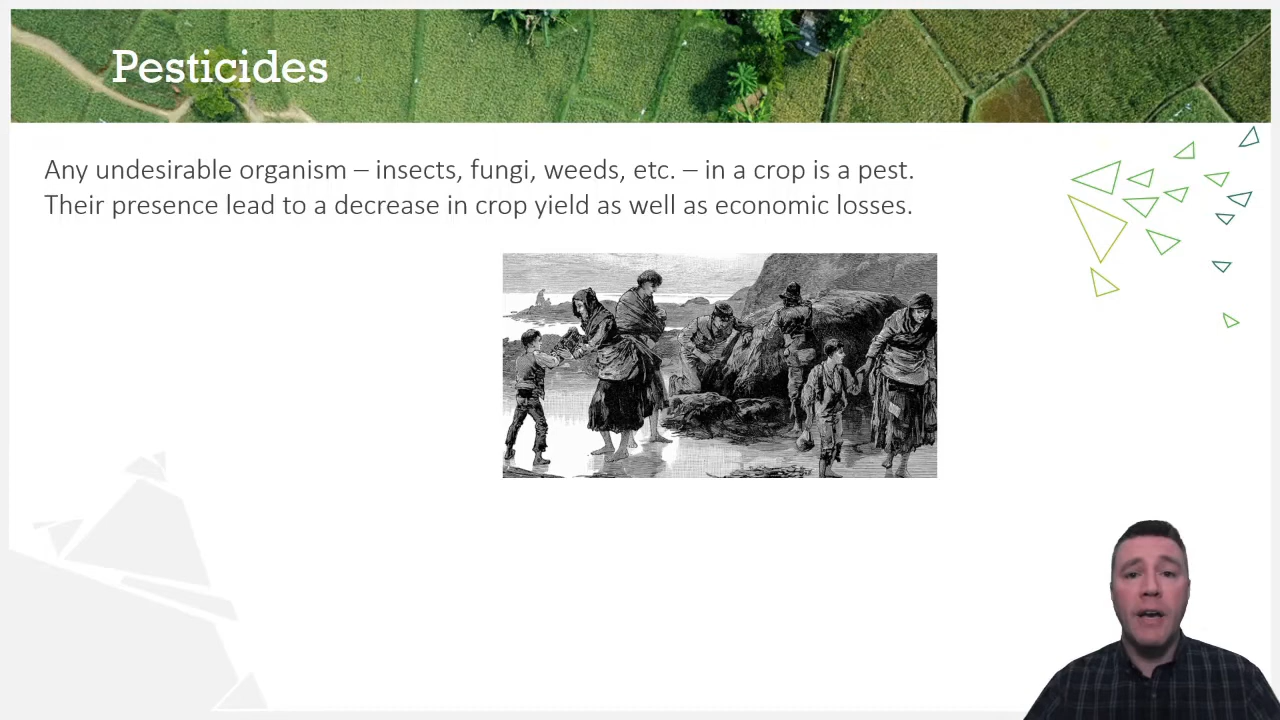 Pesticides
Any undesirable organism – insects, fungi, weeds, etc. – in a crop is a pest.
Their presence lead to a decrease in crop yield as well as economic losses.